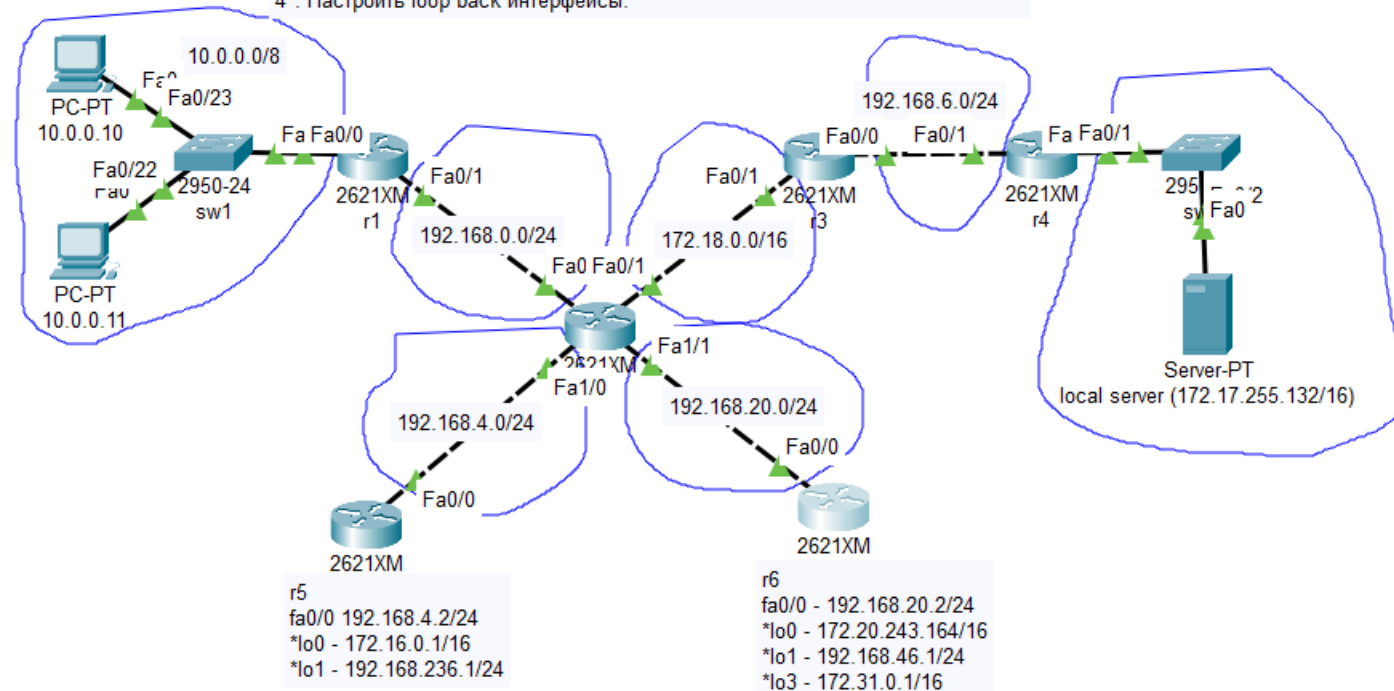 4*. Настроить loop back интерфейсы.
10.0.0.0/8
PC-PT
10.0.0.10
Fa0/23
Fa0/22
PC-PT
10.0.0.11
2950-24
sw1
Fa
Fa0/0
2621XM
r1
Fa0/1
192.168.0.0/24
Fa0
Fa0/1
2621XM
172.18.0.0/16
Fa0/1
Fa0/0
2621XM
r3
192.168.6.0/24
Fa0/1
Fa
Fa0/1
2621XM
r4
295
Fa0
Server-PT
local server (172.17.255.132/16)
Fa1/0
Fa1/1
192.168.4.0/24
192.168.20.0/24
Fa0/0
Fa0/0
2621XM
2621XM
r5
fa0/0 192.168.4.2/24
*lo0 - 172.16.0.1/16
*lo1 - 192.168.236.1/24
r6
fa0/0 - 192.168.20.2/24
*lo0 - 172.20.243.164/16
*lo1 - 192.168.46.1/24
*lo3 - 172.31.0.1/16